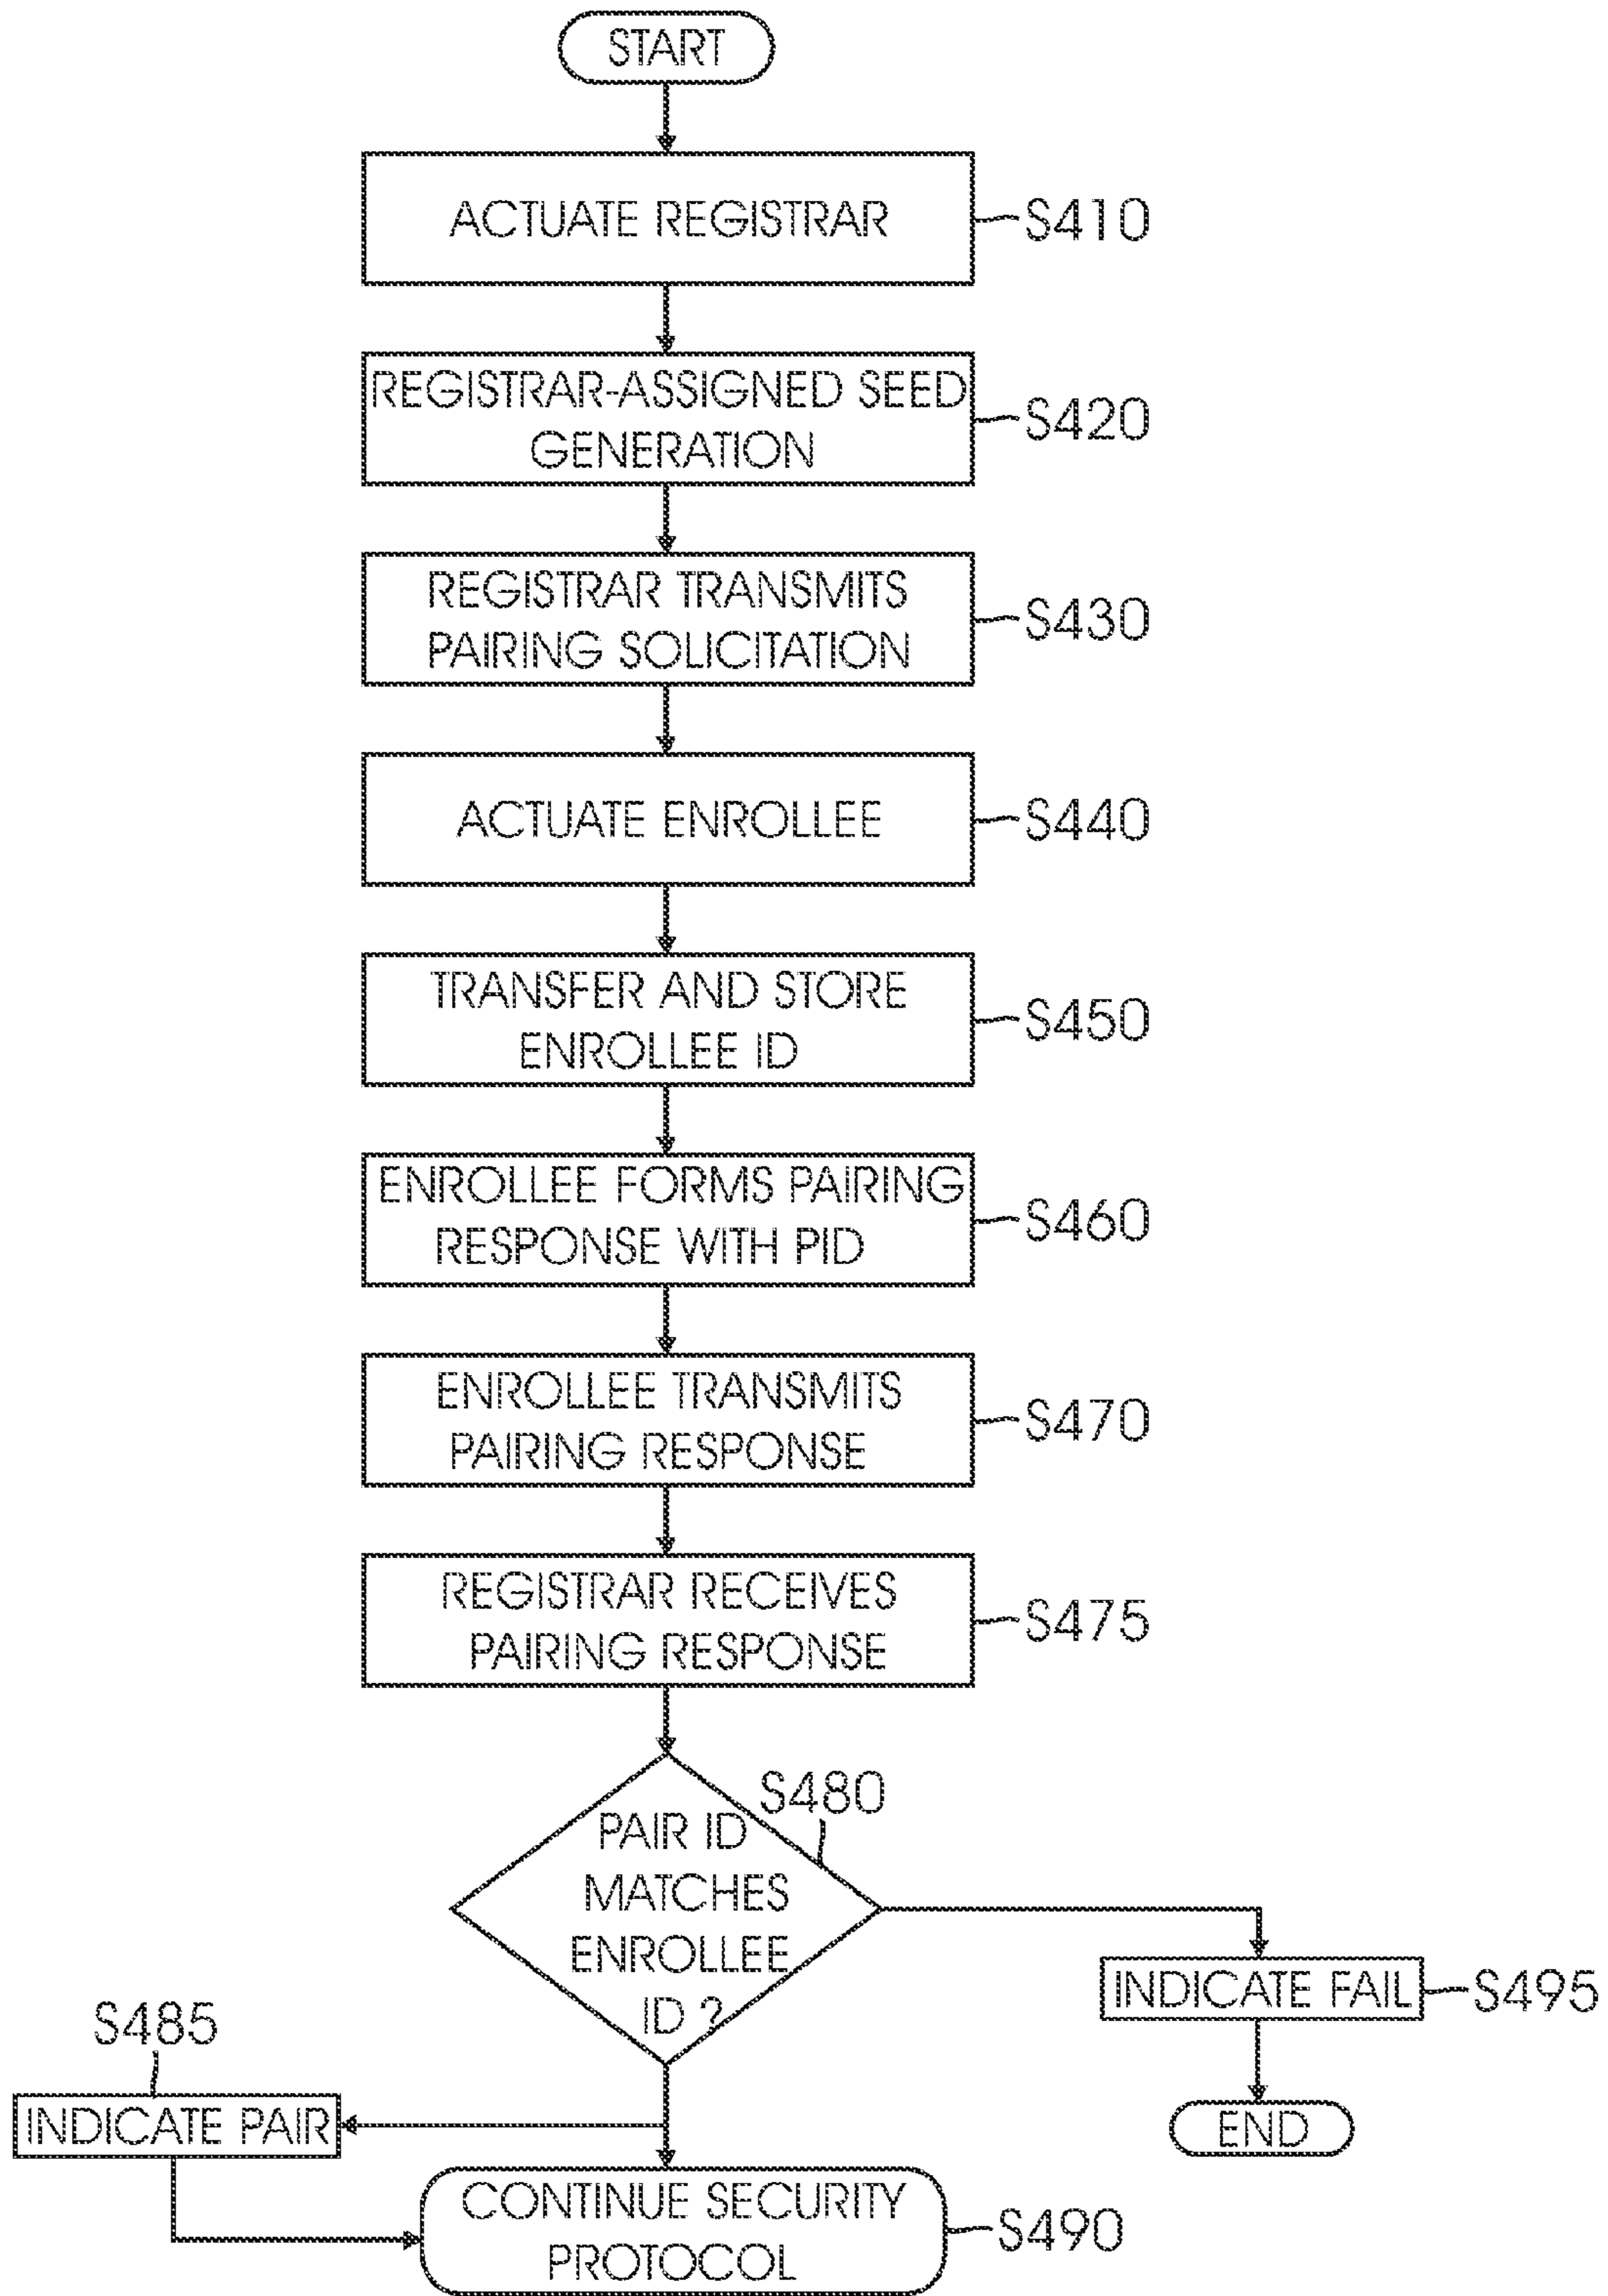 START
ACTUATE REGISTRAR
S410
REGISTRAR-ASSIGNED SEED
GENERATION
S420
REGISTRAR TRANSMITS
PAIRING SOLICITATION
S430
ACTUATE ENROLLEE
S440
TRANSFER AND STORE
ENROLLEE ID
S450
ENROLLEE FORMS PAIRING
RESPONSE WITH PID
S460
ENROLLEE TRANSMITS
PAIRING RESPONSE
S470
REGISTRAR RECEIVES
PAIRING RESPONSE
S475
S480
PAIR ID
MATCHES
ENROLLEE
ID ?
INDICATE FAIL
S495
S485
INDICATE PAIR
END
CONTINUE SECURITY
PROTOCOL
S490